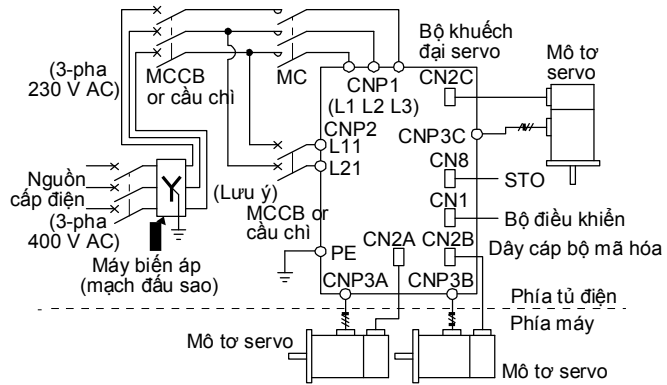 (3-pha
230 V AC)
MCCB
or cầu chì
MC
Bộ khuếch
đại servo
Mô tơ
servo
CNP1
(L1 L2 L3)
CN2C
CNP2
L11
L21
CNP3C
CN8
STO
CN1
Bộ điều khiển
Nguồn
cấp điện
(3-pha
400 V AC)
Y
(Lưu ý)
MCCB or
cầu chì
Máy biến áp
(mạch đấu sao)
PE
CN2A
CN2B
Dây cáp bộ mã hóa
CNP3A
CNP3B
Phía tủ điện
Phía máy
Mô tơ servo
Mô tơ servo